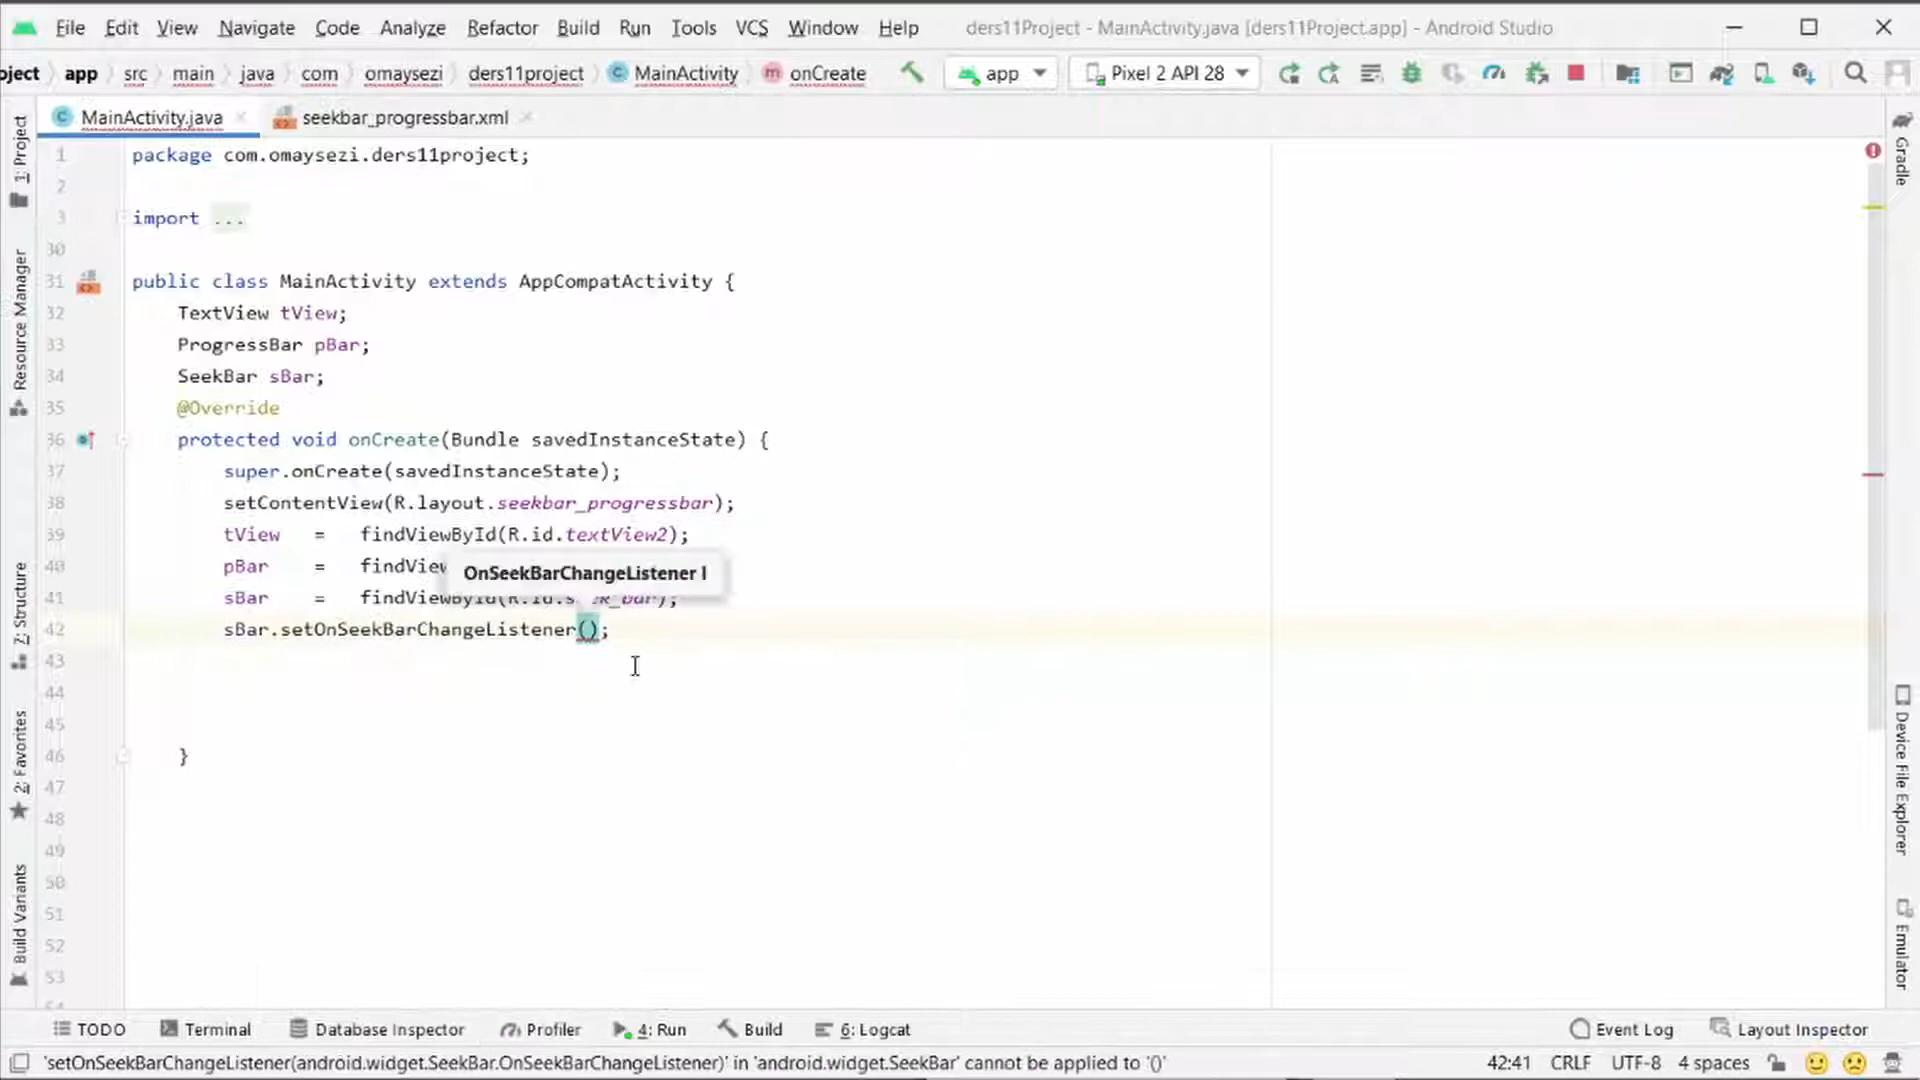 File Edit View Navigate Code Analyze Refactor Build Run Tools VCS Window Help ders11Project - MainActivity.java [ders11Project.app] - Android Studio
oject app src main java com omaysezi ders11project MainActivity onCreate app Pixel 2 API 28
MainActivity.java seekbar_progressbar.xml
1 package com.omaysezi.ders11project;
2
3 import ...
30
31 public class MainActivity extends AppCompatActivity {
32 TextView tView;
33 ProgressBar pBar;
34 SeekBar sBar;
35 @Override
36 protected void onCreate(Bundle savedInstanceState) {
37 super.onCreate(savedInstanceState);
38 setContentView(R.layout.seekbar_progressbar);
39 tView = findViewById(R.id.textView2);
40 pBar = findView
OnSeekBarChangeListener l
41 sBar = findViewById(R.id.s
42 sBar.setOnSeekBarChangeListener();
43
44
45
46 }
47
48
49
50
51
52
53
1: Project
Resource Manager
7: Structure
2: Favorites
Build Variants
Gradle
Device File Explorer
Emulator
TODO Terminal Database Inspector Profiler 4: Run Build 6: Logcat Event Log Layout Inspector
'setOnSeekBarChangeListener(android.widget.SeekBar.OnSeekBarChangeListener)' in 'android.widget.SeekBar' cannot be applied to '()' 42:41 CRLF UTF-8 4 spaces